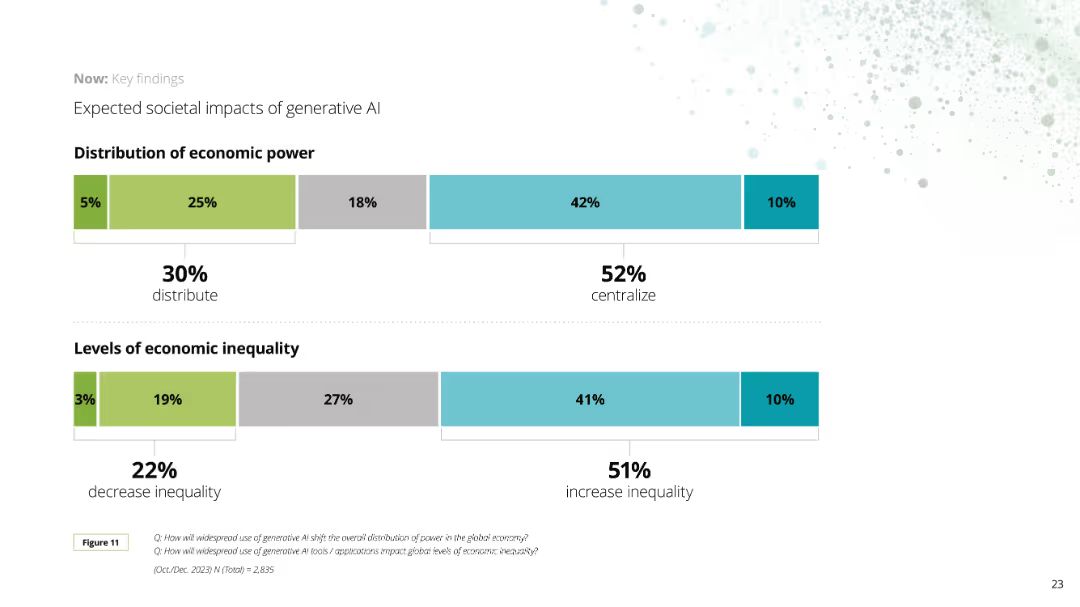 Now: Key findings
Expected societal impacts of generative AI
Distribution of economic power
5% 25% 18% 42% 10%
30% 52%
distribute centralize
Levels of economic inequality
3% 19% 27% 41% 10%
22% 51%
decrease inequality increase inequality
Figure 11
Q: How will widespread use of generative AI shift the overall distribution of power in the global economy?
Q: How will widespread use of generative AI tools / applications impact global levels of economic inequality?
(Oct./Dec. 2023) N (Total) = 2,835
23